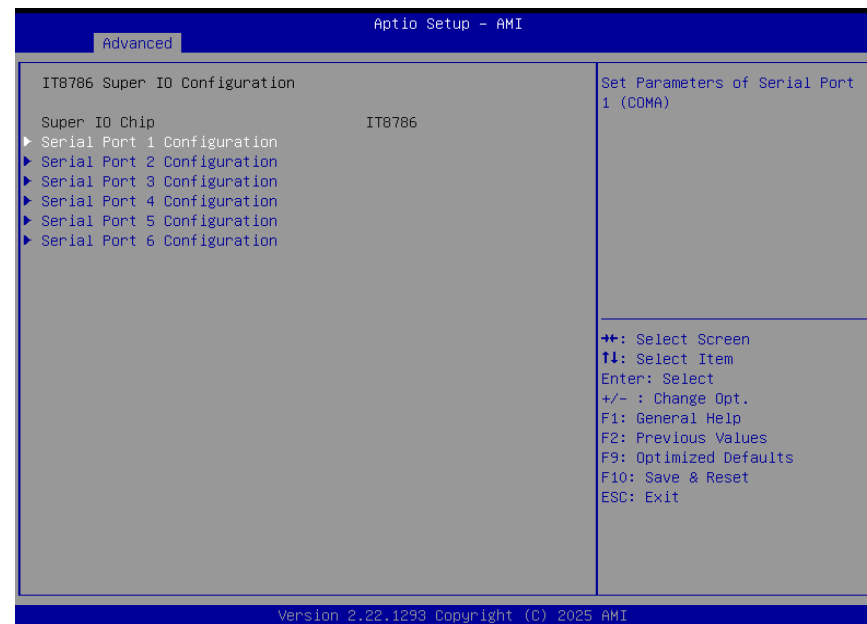 Aptio Setup – AMI
Advanced
IT8786 Super IO Configuration
Super IO Chip IT8786
Serial Port 1 Configuration
Serial Port 2 Configuration
Serial Port 3 Configuration
Serial Port 4 Configuration
Serial Port 5 Configuration
Serial Port 6 Configuration
Set Parameters of Serial Port
1 (COMA)
→←: Select Screen
↑↓: Select Item
Enter: Select
+/- : Change Opt.
F1: General Help
F2: Previous Values
F9: Optimized Defaults
F10: Save & Reset
ESC: Exit
Version 2.22.1293 Copyright (C) 2025 AMI